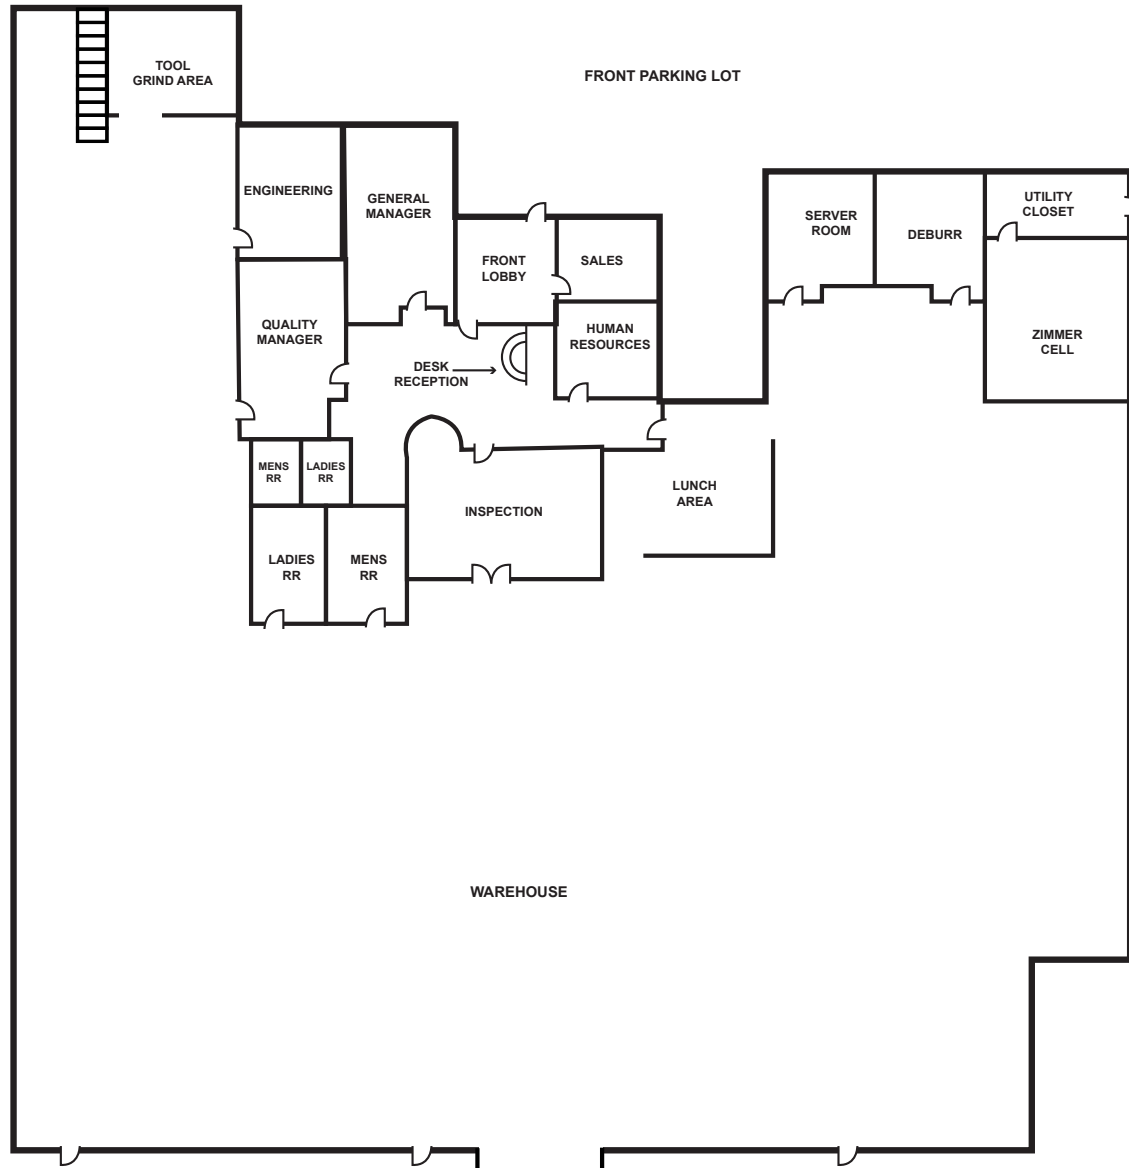 TOOL
GRIND AREA
FRONT PARKING LOT
ENGINEERING
GENERAL
MANAGER
UTILITY
CLOSET
SERVER
ROOM
DEBURR
FRONT
LOBBY
SALES
QUALITY
MANAGER
HUMAN
RESOURCES
ZIMMER
CELL
DESK
RECEPTION
MENS
RR
LADIES
RR
LUNCH
AREA
INSPECTION
LADIES
RR
MENS
RR
WAREHOUSE